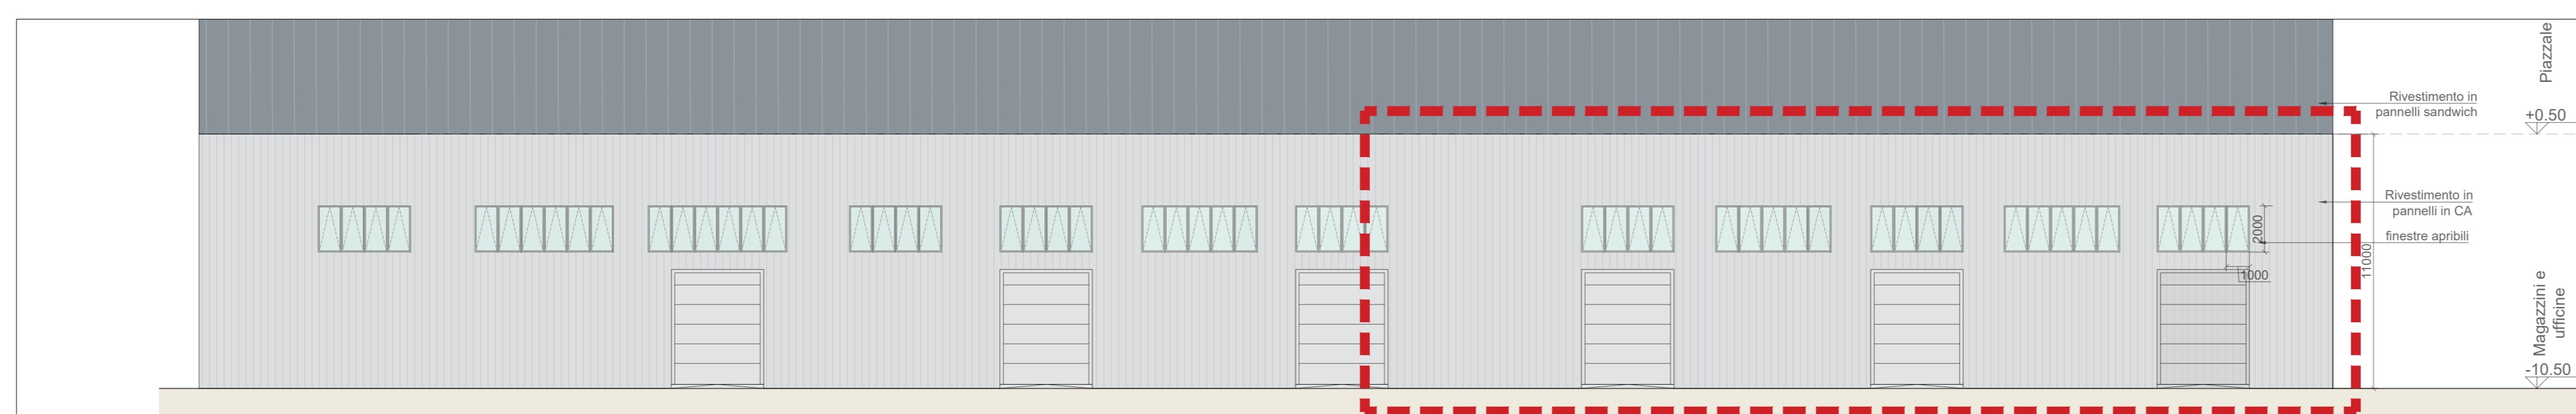 Piazzale
Rivestimento in
pannelli sandwich
+0.50
Rivestimento in
pannelli in CA
2000
finestre apribili
11000
1000
Magazzini e
ufficine
-10.50